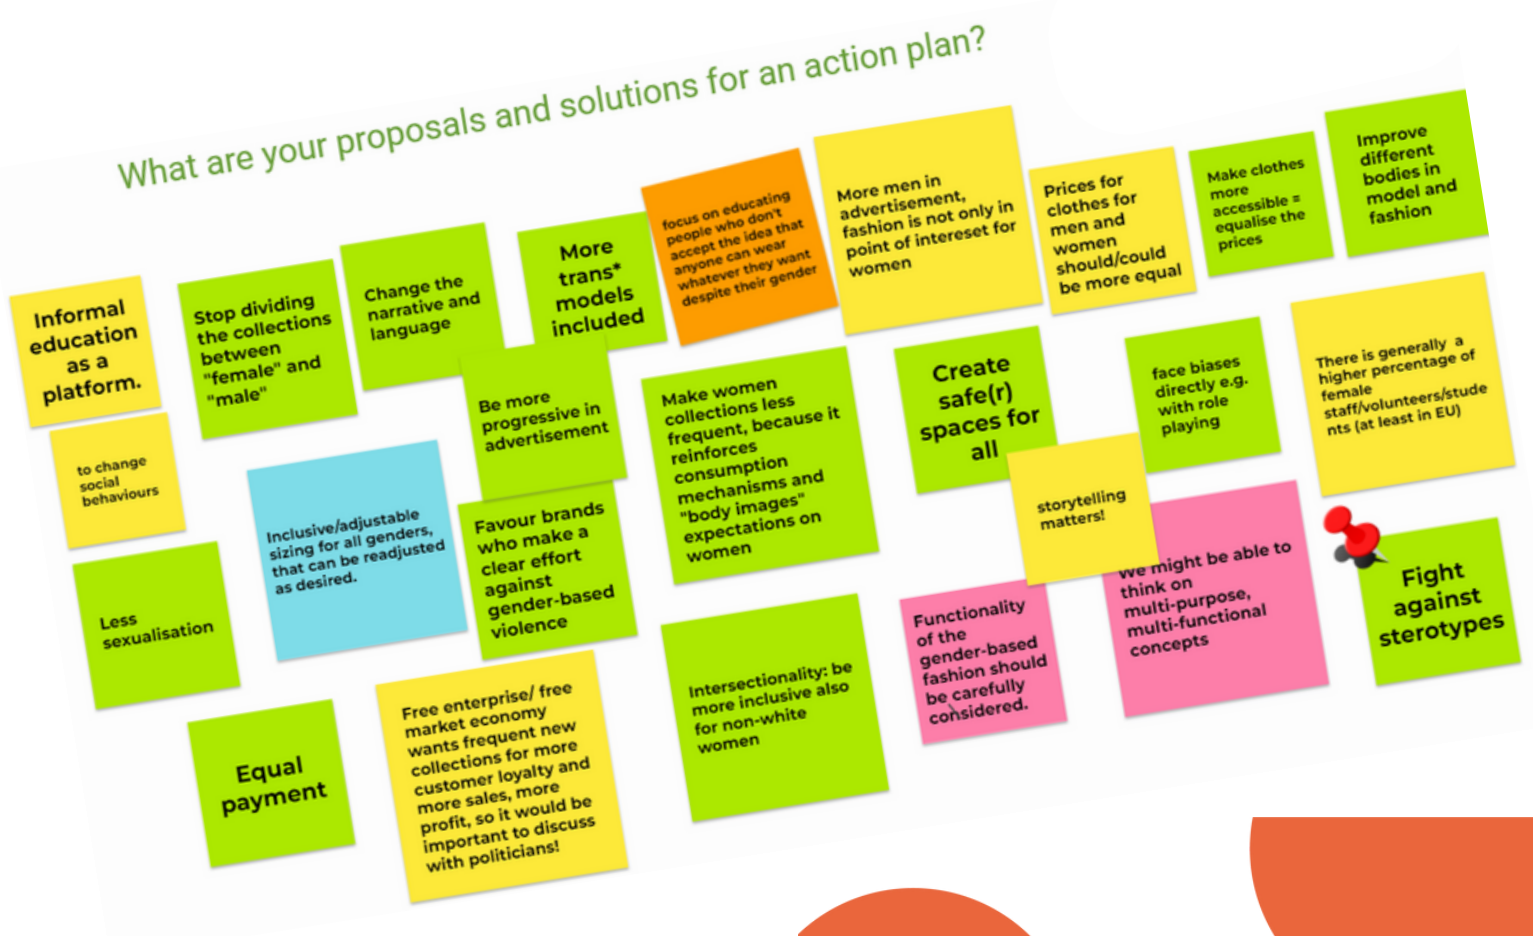 What are your proposals and solutions for an action plan?
Informal
education
as a
platform.
to change
social
behaviours
Stop dividing
the collections
between
"female" and
"male"
Change the
narrative and
language
More
trans*
models
included
focus on educating
people who don't
accept the idea that
anyone can wear
whatever they want
despite their gender
More men in
advertisement,
fashion is not only in
point of intereset for
women
Prices for
clothes for
men and
women
should/could
be more equal
Make clothes
more
accessible =
equalise the
prices
Improve
different
bodies in
model and
fashion
Be more
progressive in
advertisement
Make women
collections less
frequent, because it
reinforces
consumption
mechanisms and
"body images"
expectations on
women
Create
safe(r)
spaces for
all
face biases
directly e.g.
with role
playing
There is generally a
higher percentage of
female
staff/volunteers/stude
nts (at least in EU)
Less
sexualisation
Inclusive/adjustable
sizing for all genders,
that can be readjusted
as desired.
Favour brands
who make a
clear effort
against
gender-based
violence
storytelling
matters!
We might be able to
think on
multi-purpose,
multi-functional
concepts
Fight
against
sterotypes
Equal
payment
Free enterprise/ free
market economy
wants frequent new
collections for more
customer loyalty and
more sales, more
profit, so it would be
important to discuss
with politicians!
Intersectionality: be
more inclusive also
for non-white
women
Functionality
of the
gender-based
fashion should
be carefully
considered.